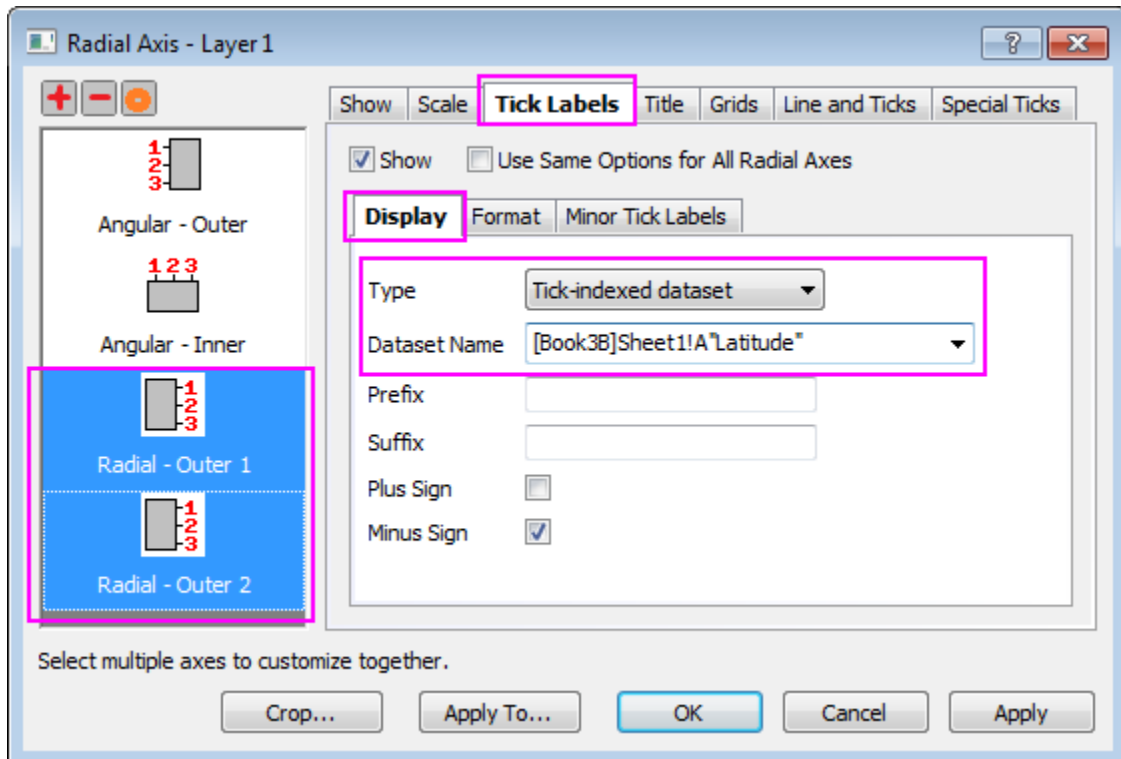 Radial Axis - Layer 1
Show Scale Tick Labels Title Grids Line and Ticks Special Ticks
Show Use Same Options for All Radial Axes
Display Format Minor Tick Labels
1
2
3
Angular - Outer
1 2 3
Angular - Inner
1
2
3
Radial - Outer 1
1
2
3
Radial - Outer 2
Type Tick-indexed dataset
Dataset Name [Book3B]Sheet1!A"Latitude"
Prefix
Suffix
Plus Sign
Minus Sign
Select multiple axes to customize together.
Crop... Apply To... OK Cancel Apply